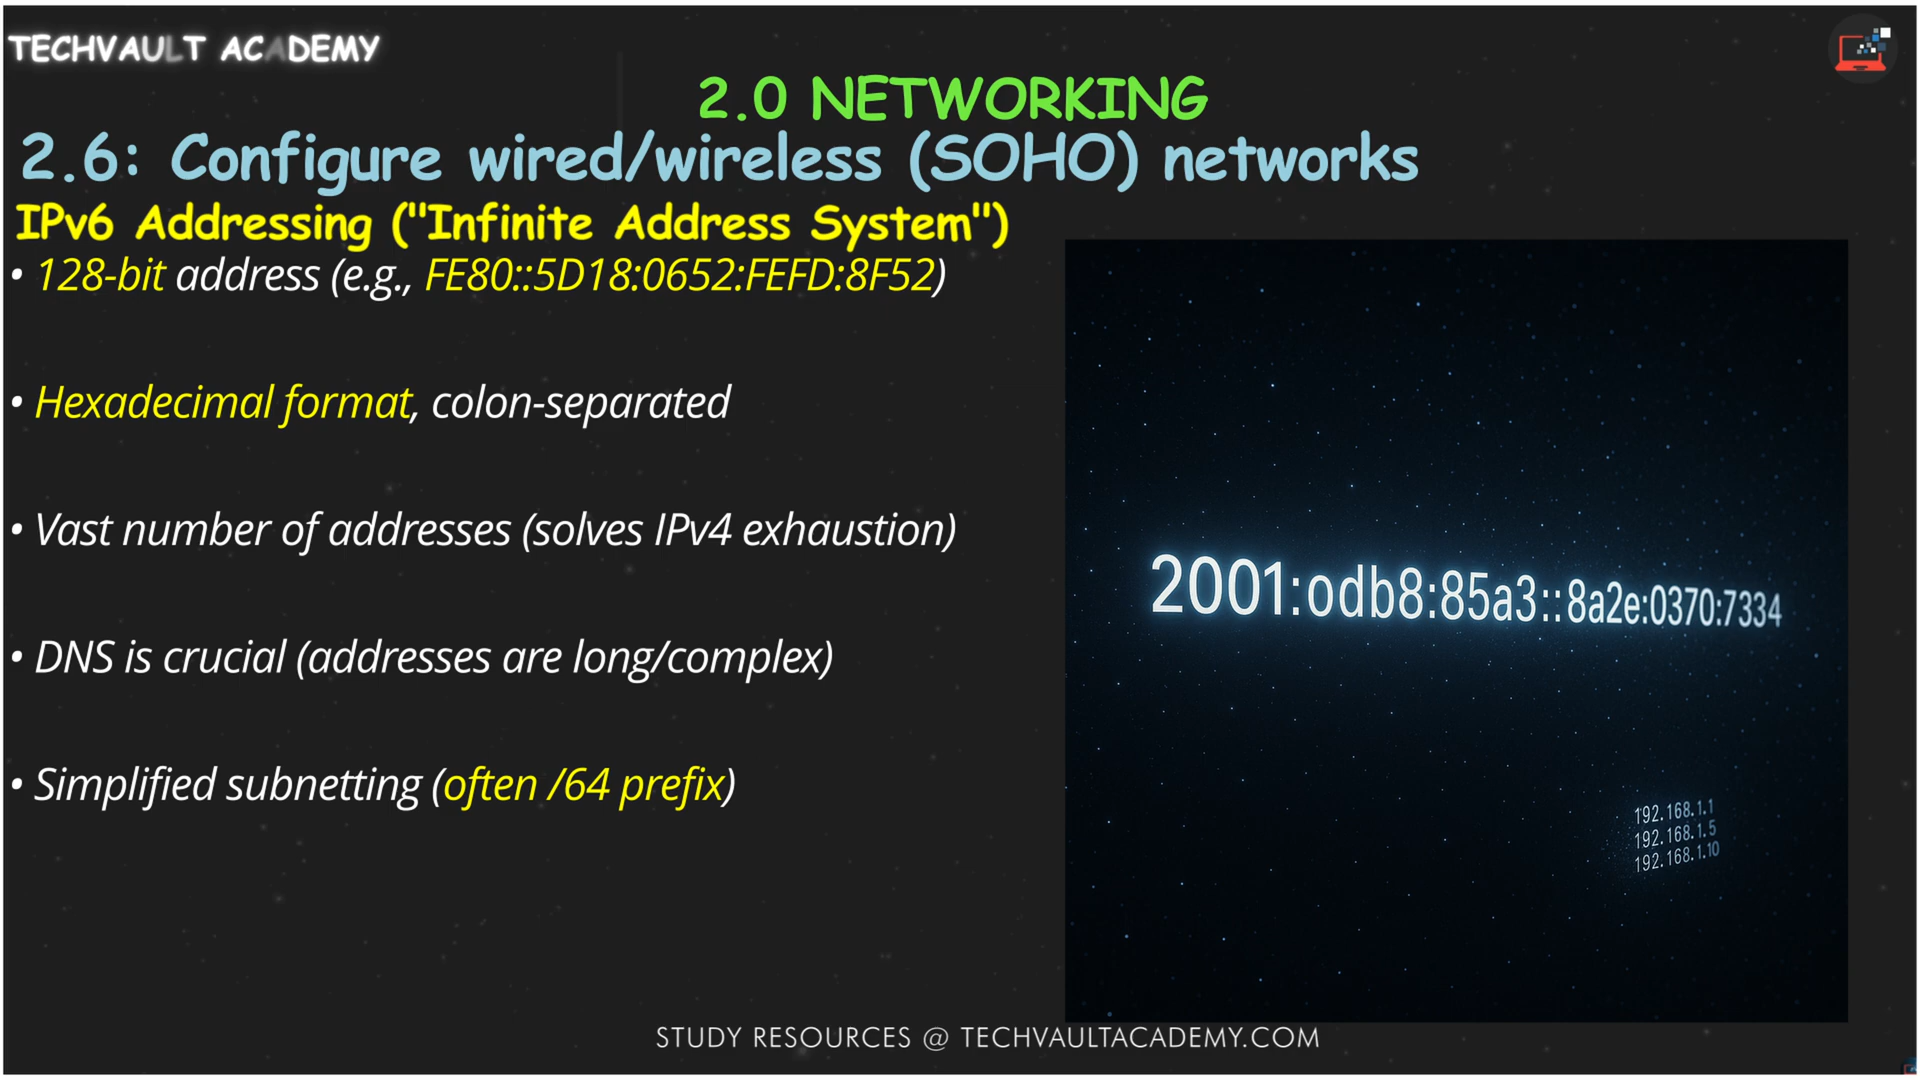 TECHVAULT ACADEMY
2.0 NETWORKING
2.6: Configure wired/wireless (SOHO) networks
IPv6 Addressing ("Infinite Address System")
• 128-bit address (e.g., FE80::5D18:0652:FEFD:8F52)
• Hexadecimal format, colon-separated
• Vast number of addresses (solves IPv4 exhaustion)
• DNS is crucial (addresses are long/complex)
• Simplified subnetting (often /64 prefix)
2001:odb8:85a3::8a2e:0370:7334
192.168.1.1
192.168.1.5
192.168.1.10
STUDY RESOURCES @ TECHVAULTACADEMY.COM